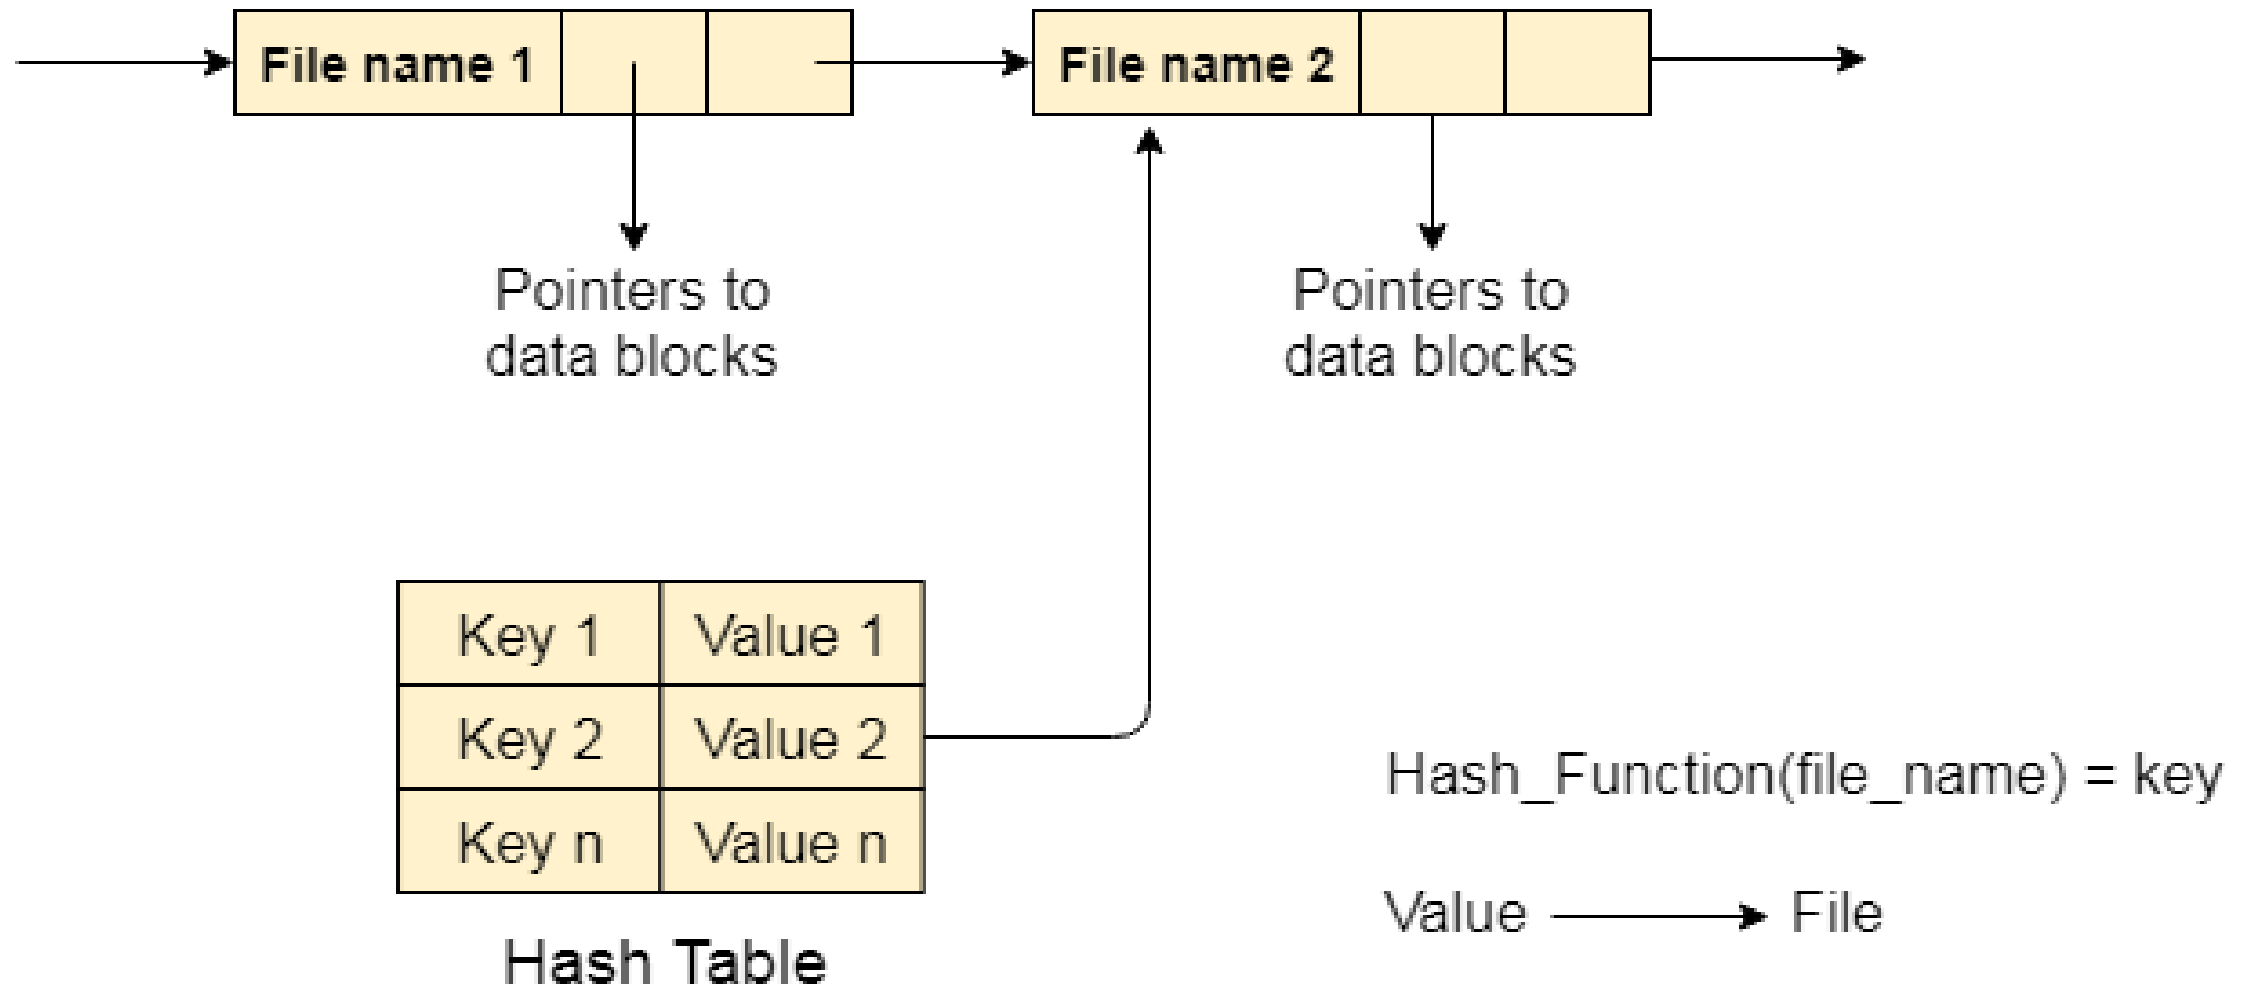 File name 1
File name 2
Pointers to
data blocks
Pointers to
data blocks
Key 1 Value 1
Key 2 Value 2
Key n Value n
Hash Table
Hash_Function(file_name) = key
Value File